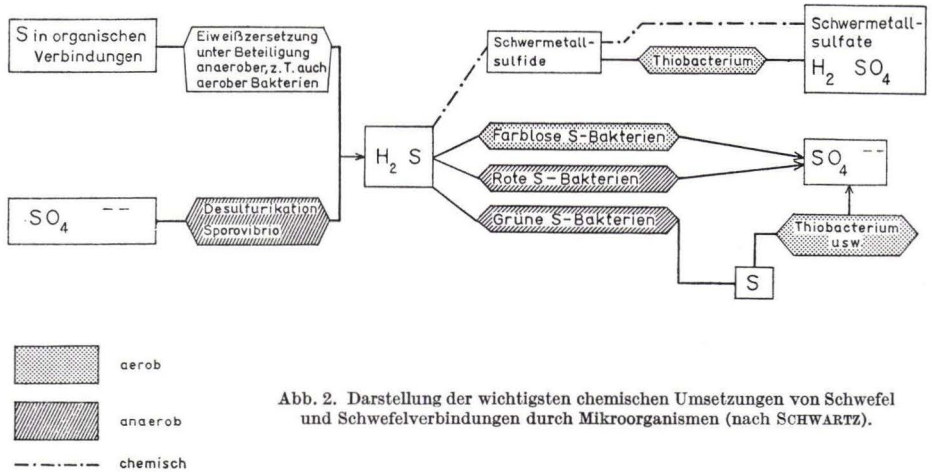 S in organischen
Verbindungen
Eiweißzersetzung
unter Beteiligung
anaerober, z. T. auch
aerober Bakterien
SO4 --
Desulfurikation
Sporovibrio
H2 S
Schwermetall-
sulfide
Thiobacterium
Schwermetall-
sulfate
H2 SO4
Farblose S-Bakterien
Rote S-Bakterien
Grüne S-Bakterien
SO4 --
Thiobacterium
usw.
S
aerob
anaerob
chemisch
Abb. 2. Darstellung der wichtigsten chemischen Umsetzungen von Schwefel
und Schwefelverbindungen durch Mikroorganismen (nach SCHWARTZ).